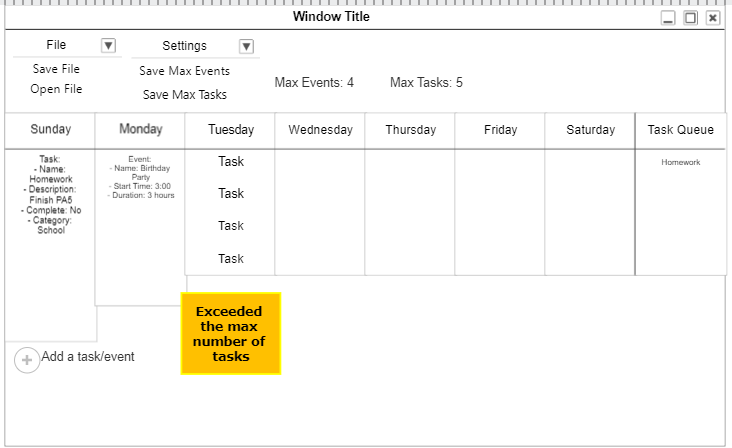 Window Title
File
Settings
Save File
Open File
Save Max Events
Save Max Tasks
Max Events: 4
Max Tasks: 5
Sunday
Monday
Tuesday
Wednesday
Thursday
Friday
Saturday
Task Queue
Task:
- Name:
Homework
- Description:
Finish PA5
- Complete: No
- Category:
School
Event:
- Name: Birthday
Party
- Start Time: 3:00
- Duration: 3 hours
Task
Task
Task
Task
Homework
Exceeded
the max
number of
tasks
Add a task/event